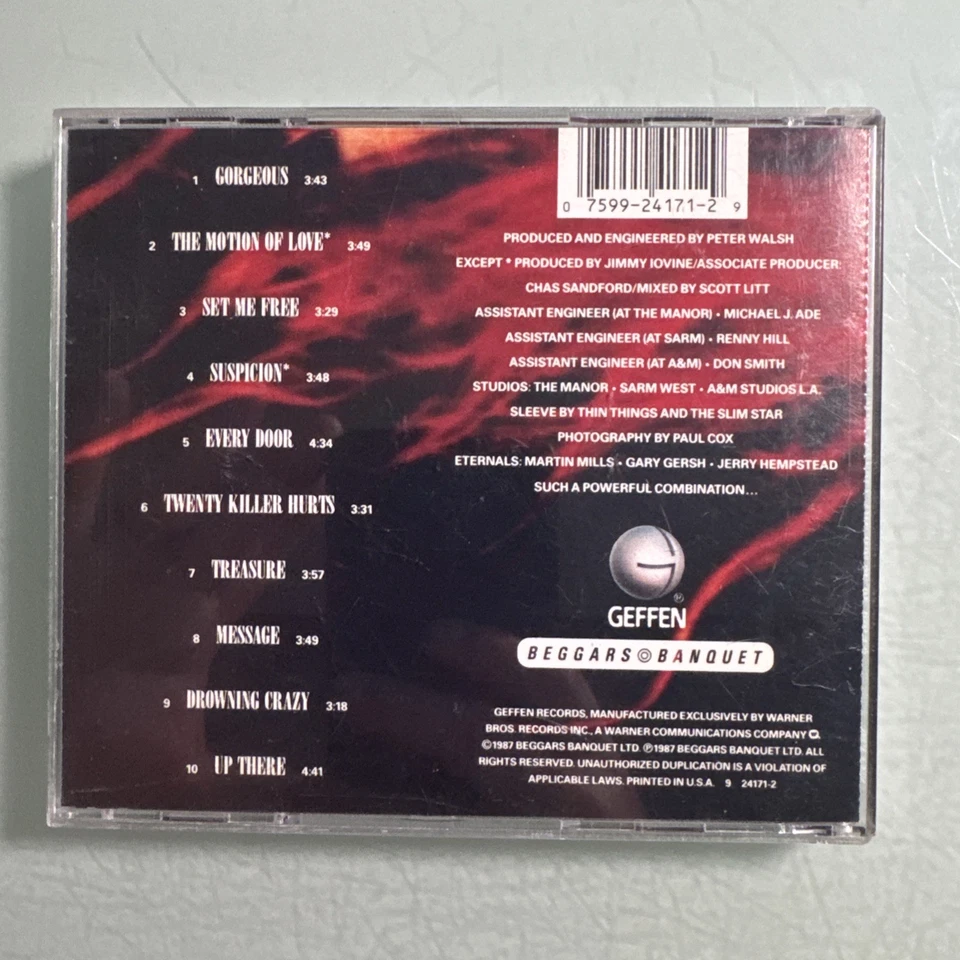 1 GORGEOUS 3:43
2 THE MOTION OF LOVE* 3:49
3 SET ME FREE 3:29
4 SUSPICION* 3:48
5 EVERY DOOR 4:34
6 TWENTY KILLER HURTS 3:31
7 TREASURE 3:57
8 MESSAGE 3:49
9 DROWNING CRAZY 3:18
10 UP THERE 4:41
0 7599-24171-2 9
PRODUCED AND ENGINEERED BY PETER WALSH
EXCEPT * PRODUCED BY JIMMY IOVINE/ASSOCIATE PRODUCER:
CHAS SANDFORD/MIXED BY SCOTT LITT
ASSISTANT ENGINEER (AT THE MANOR) • MICHAEL J. ADE
ASSISTANT ENGINEER (AT SARM) • RENNY HILL
ASSISTANT ENGINEER (AT A&M) • DON SMITH
STUDIOS: THE MANOR • SARM WEST • A&M STUDIOS L.A.
SLEEVE BY THIN THINGS AND THE SLIM STAR
PHOTOGRAPHY BY PAUL COX
ETERNALS: MARTIN MILLS • GARY GERSH • JERRY HEMPSTEAD
SUCH A POWERFUL COMBINATION...
®
GEFFEN
BEGGARS BANQUET
GEFFEN RECORDS, MANUFACTURED EXCLUSIVELY BY WARNER
BROS. RECORDS INC., A WARNER COMMUNICATIONS COMPANY
©1987 BEGGARS BANQUET LTD. ℗1987 BEGGARS BANQUET LTD. ALL
RIGHTS RESERVED. UNAUTHORIZED DUPLICATION IS A VIOLATION OF
APPLICABLE LAWS. PRINTED IN U.S.A. 9 24171-2